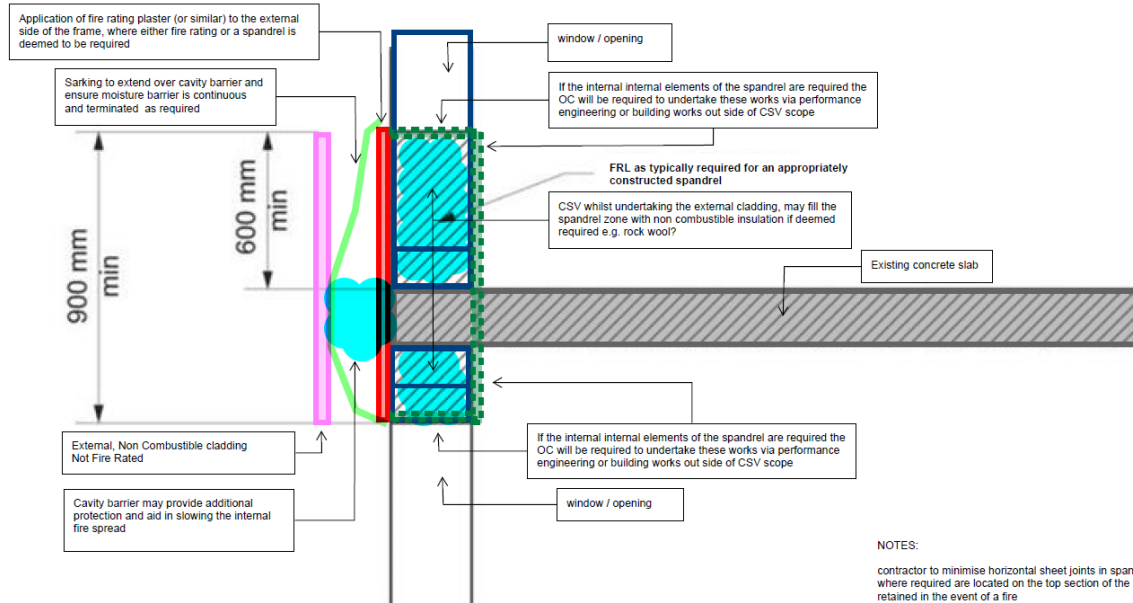 Application of fire rating plaster (or similar) to the external
side of the frame, where either fire rating or a spandrel is
deemed to be required
window / opening
Sarking to extend over cavity barrier and
ensure moisture barrier is continuous
and terminated as required
If the internal internal elements of the spandrel are required the
OC will be required to undertake these works via performance
engineering or building works out side of CSV scope
FRL as typically required for an appropriately
constructed spandrel
CSV whilst undertaking the external cladding, may fill the
spandrel zone with non combustible insulation if deemed
required e.g. rock wool?
600 mm
min
900 mm
min
Existing concrete slab
External, Non Combustible cladding
Not Fire Rated
If the internal internal elements of the spandrel are required the
OC will be required to undertake these works via performance
engineering or building works out side of CSV scope
Cavity barrier may provide additional
protection and aid in slowing the internal
fire spread
window / opening
NOTES:
contractor to minimise horizontal sheet joints in span
where required are located on the top section of the
retained in the event of a fire